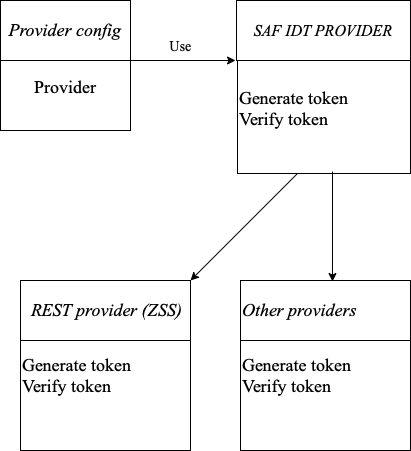 Provider config
Provider
Use
SAF IDT PROVIDER
Generate token
Verify token
REST provider (ZSS)
Generate token
Verify token
Other providers
Generate token
Verify token